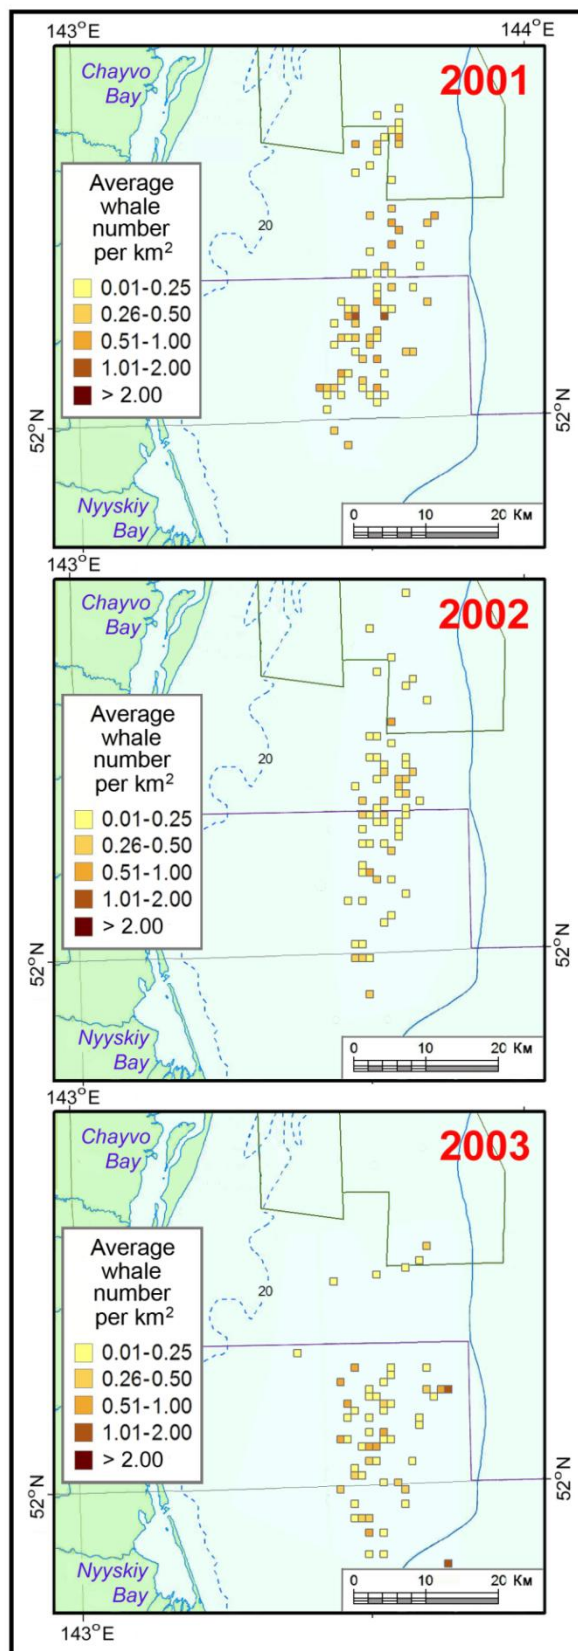 143°E
144°E
Chayvo
Bay
2001
Average
whale
number
per km²
0.01-0.25
0.26-0.50
0.51-1.00
1.01-2.00
> 2.00
20
52°N
52°N
Nyyskiy
Bay
0 10 20 Км
143°E
Chayvo
Bay
2002
Average
whale
number
per km²
0.01-0.25
0.26-0.50
0.51-1.00
1.01-2.00
> 2.00
20
52°N
52°N
Nyyskiy
Bay
0 10 20 Км
143°E
Chayvo
Bay
2003
Average
whale
number
per km²
0.01-0.25
0.26-0.50
0.51-1.00
1.01-2.00
> 2.00
20
52°N
52°N
Nyyskiy
Bay
0 10 20 Км
143°E